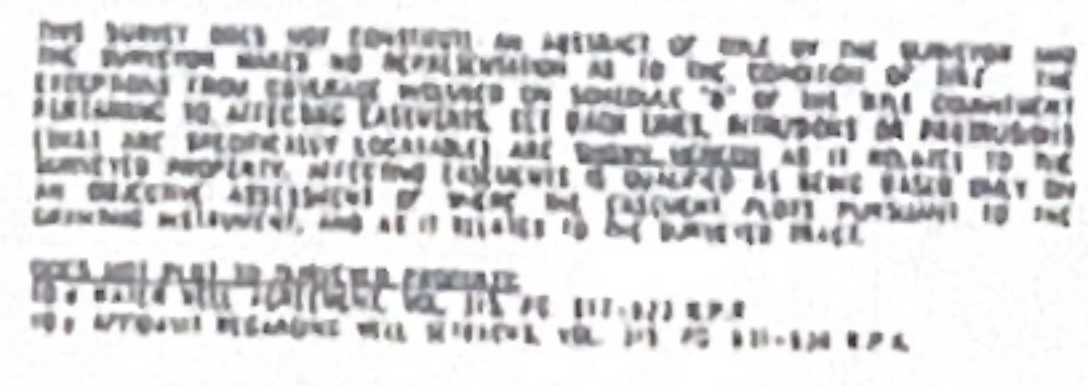 THIS SURVEY DOES NOT CONSTITUTE AN ABSTRACT OF TITLE BY THE SURVEYOR AND
THE SURVEYOR MAKES NO REPRESENTATION AS TO THE CONDITION OF TITLE. THE
EXCEPTIONS FROM COVERAGE INVOLVED ON SCHEDULE "B" OF THE TITLE COMMITMENT
PERTAINING TO AFFECTING EASEMENTS, SET BACK LINES, INTRUSIONS OR PROTRUSIONS
(THAT ARE SPECIFICALLY LOCATABLE) ARE SHOWN HEREON AS IT RELATES TO THE
SURVEYED PROPERTY. AFFECTING EASEMENTS IS QUALIFIED AS BEING BASED ONLY ON
AN OBJECTIVE ASSESSMENT OF WHERE THE EASEMENT PLOTS PURSUANT TO THE
GRANTING INSTRUMENT, AND AS IT RELATES TO THE SURVEYED TRACT.
DOES NOT PLOT TO SURVEYED PROPERTY
WATER WELL VOL. PG. R.P.R.
AFFIDAVIT REGARDING WELL VOL. PG. R.P.R.